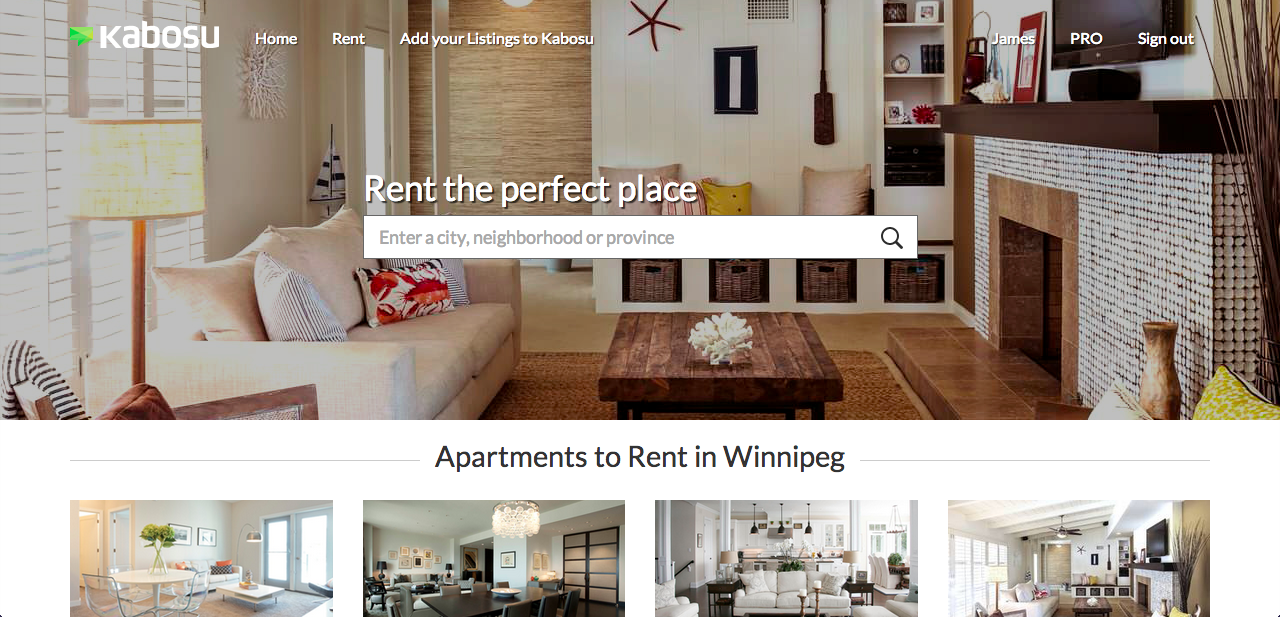 Kabosu
Home Rent Add your Listings to Kabosu James PRO Sign out
Rent the perfect place
Enter a city, neighborhood or province
Apartments to Rent in Winnipeg